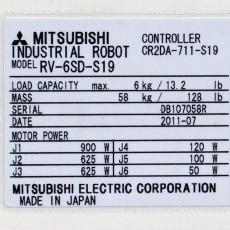 MITSUBISHI CONTROLLER
INDUSTRIAL ROBOT CR2DA-711-S19
MODEL RV-6SD-S19
LOAD CAPACITY max. 6 kg / 13.2 lb
MASS 58 kg / 128 lb
SERIAL DB107058R
DATE 2011-07
MOTOR POWER
J1 900 W J4 120 W
J2 625 W J5 100 W
J3 625 W J6 50 W
MITSUBISHI ELECTRIC CORPORATION
MADE IN JAPAN